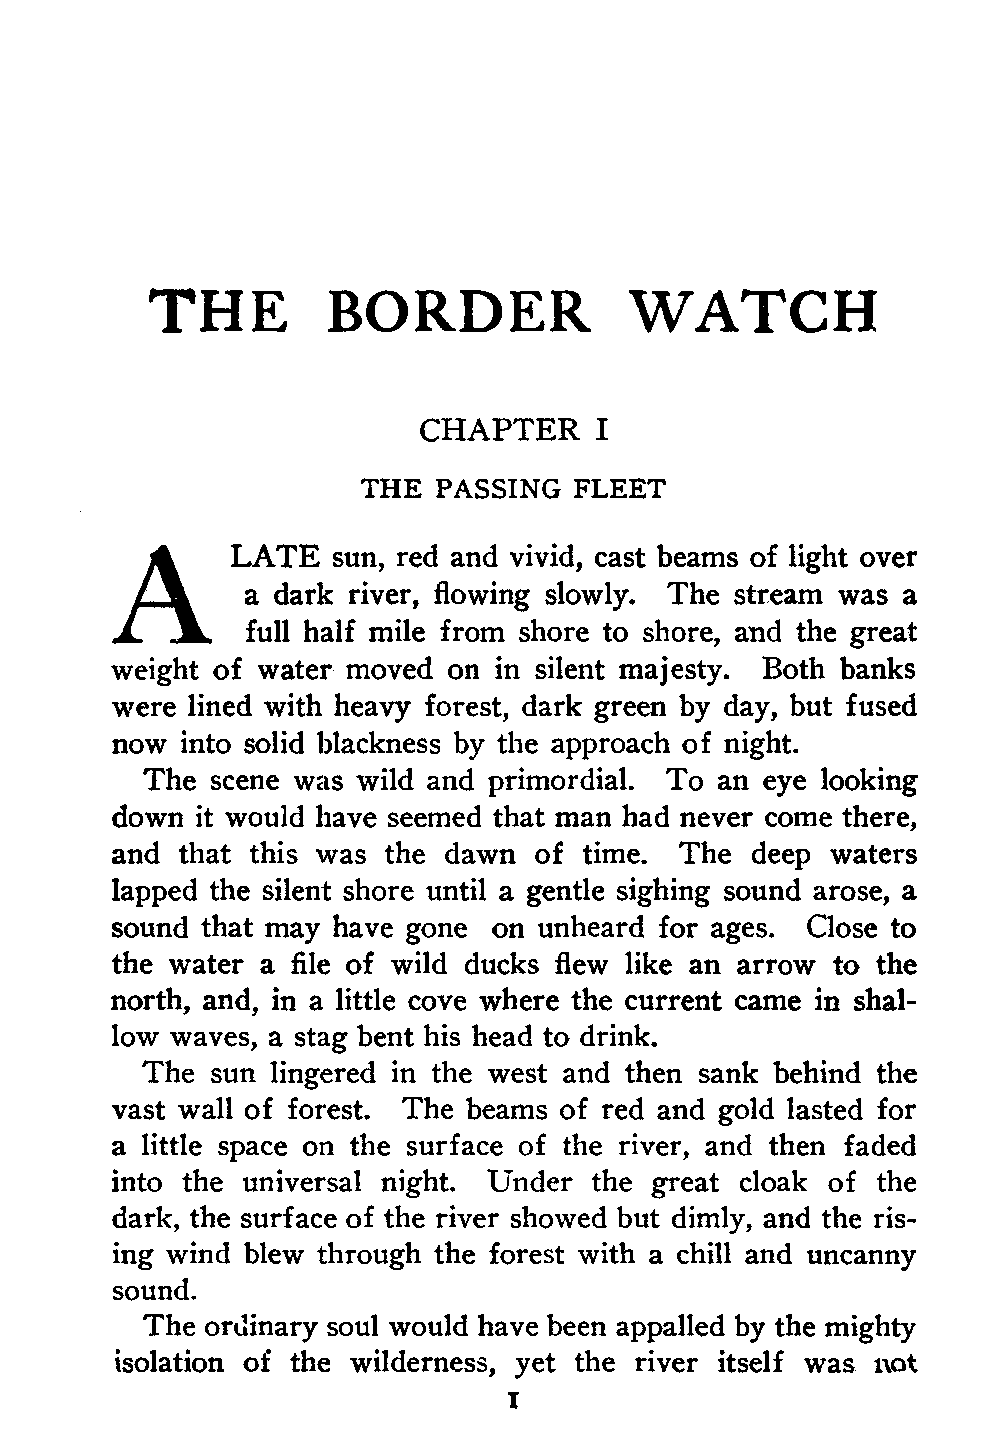 THE BORDER WATCH
CHAPTER I
THE PASSING FLEET
A LATE sun, red and vivid, cast beams of light over
a dark river, flowing slowly. The stream was a
full half mile from shore to shore, and the great
weight of water moved on in silent majesty. Both banks
were lined with heavy forest, dark green by day, but fused
now into solid blackness by the approach of night.
The scene was wild and primordial. To an eye looking
down it would have seemed that man had never come there,
and that this was the dawn of time. The deep waters
lapped the silent shore until a gentle sighing sound arose, a
sound that may have gone on unheard for ages. Close to
the water a file of wild ducks flew like an arrow to the
north, and, in a little cove where the current came in shal-
low waves, a stag bent his head to drink.
The sun lingered in the west and then sank behind the
vast wall of forest. The beams of red and gold lasted for
a little space on the surface of the river, and then faded
into the universal night. Under the great cloak of the
dark, the surface of the river showed but dimly, and the ris-
ing wind blew through the forest with a chill and uncanny
sound.
The ordinary soul would have been appalled by the mighty
isolation of the wilderness, yet the river itself was not
1